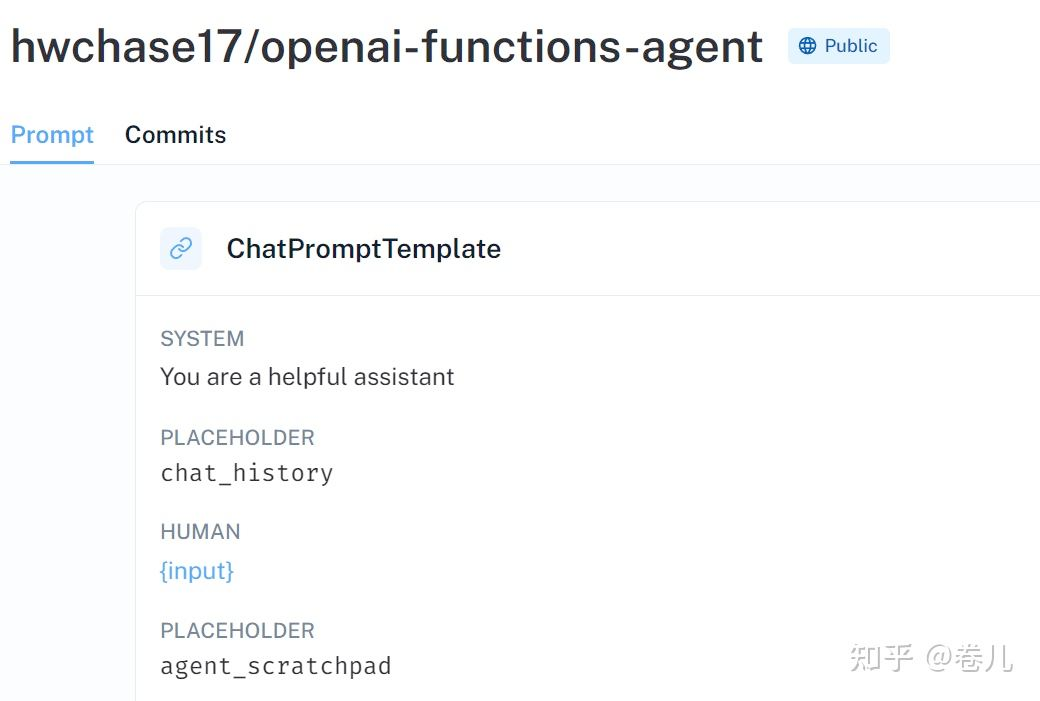 hwchase17/openai-functions-agent
Public
Prompt Commits
ChatPromptTemplate
SYSTEM
You are a helpful assistant
PLACEHOLDER
chat_history
HUMAN
{input}
PLACEHOLDER
agent_scratchpad
知乎 @卷儿